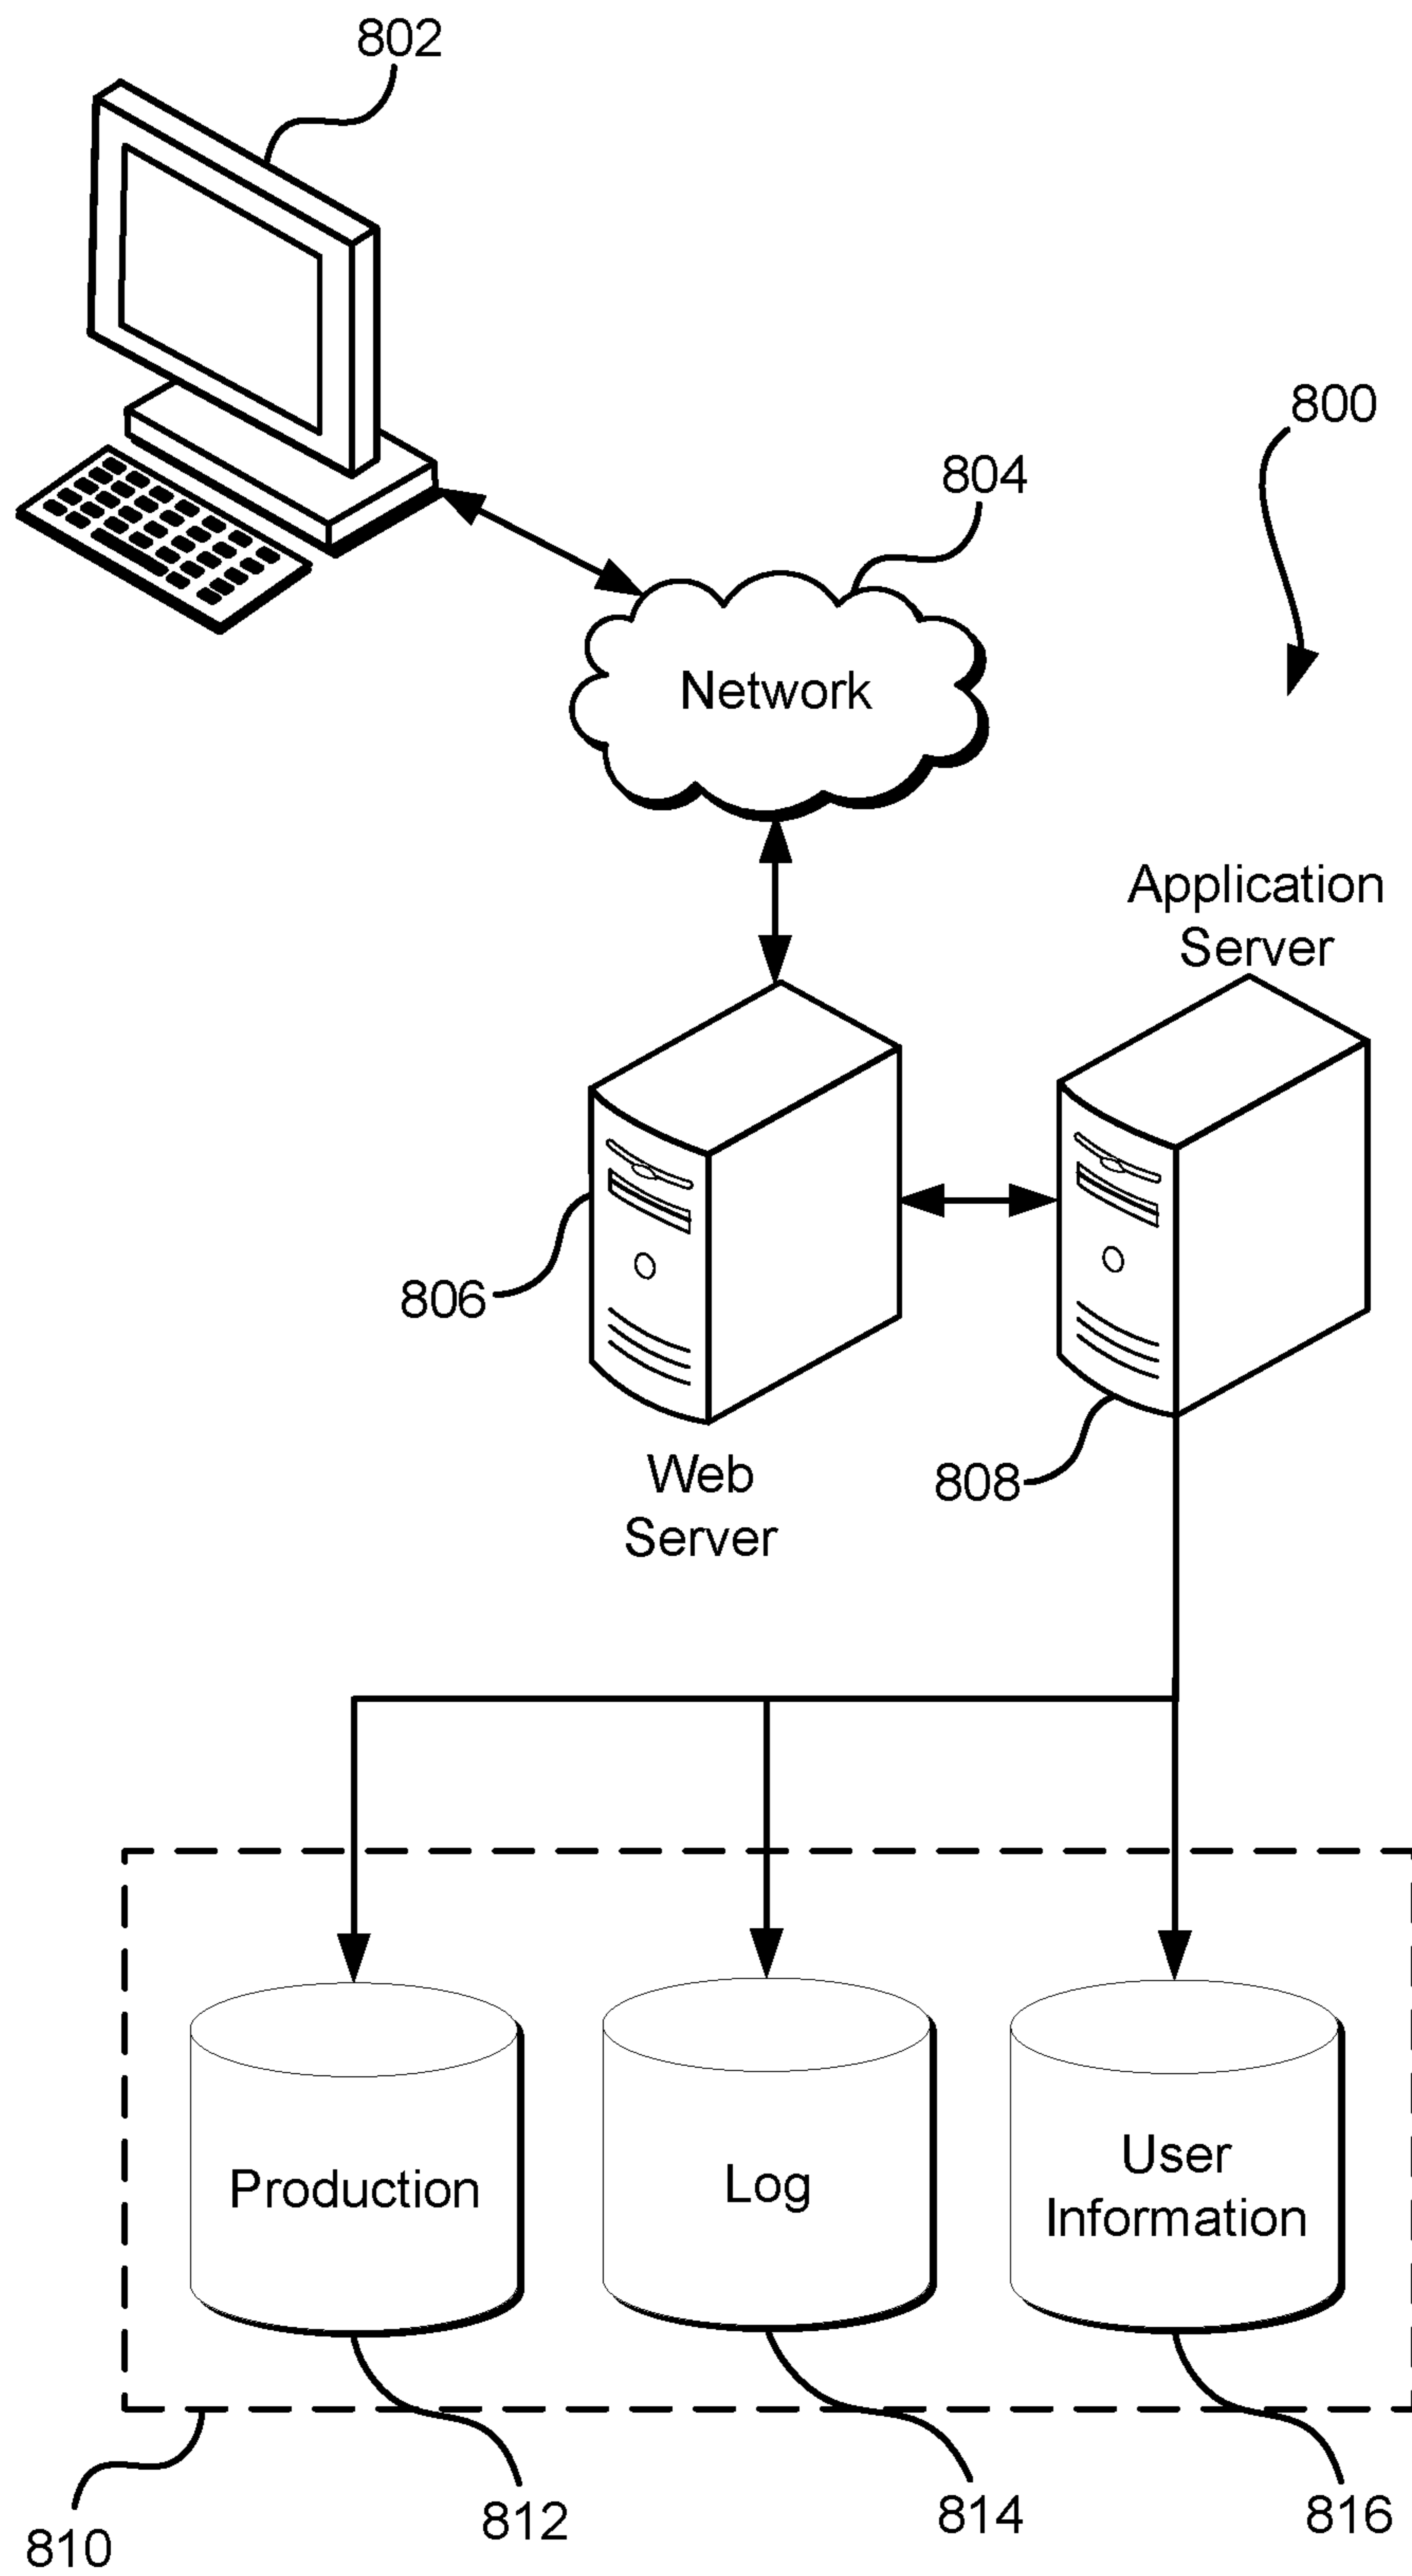 802
800
804
Network
Application
Server
806
808
Web
Server
Production
Log
User
Information
810
812
814
816